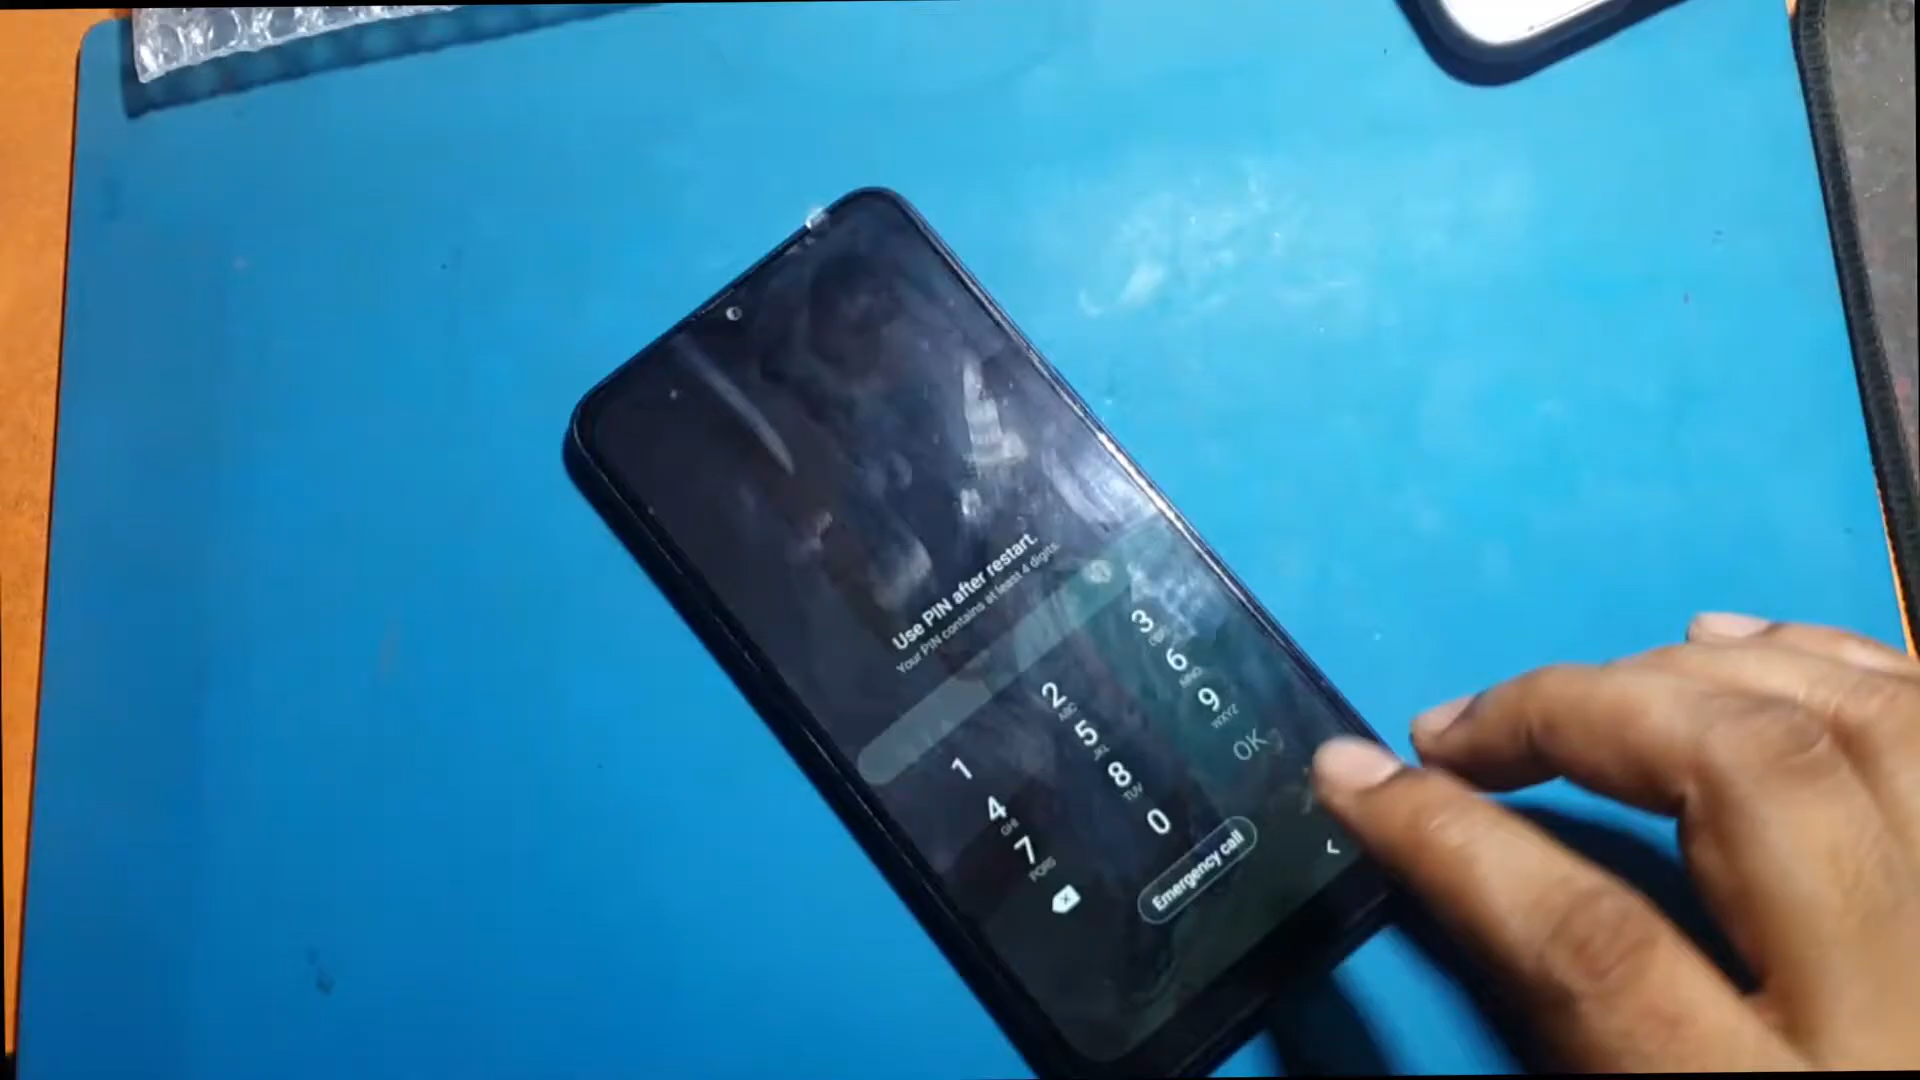 Use PIN after restart.
Your PIN contains at least 4 digits.
1
2
ABC
3
DEF
4
GHI
5
JKL
6
MNO
7
PQRS
8
TUV
9
WXYZ
0
OK
Emergency call